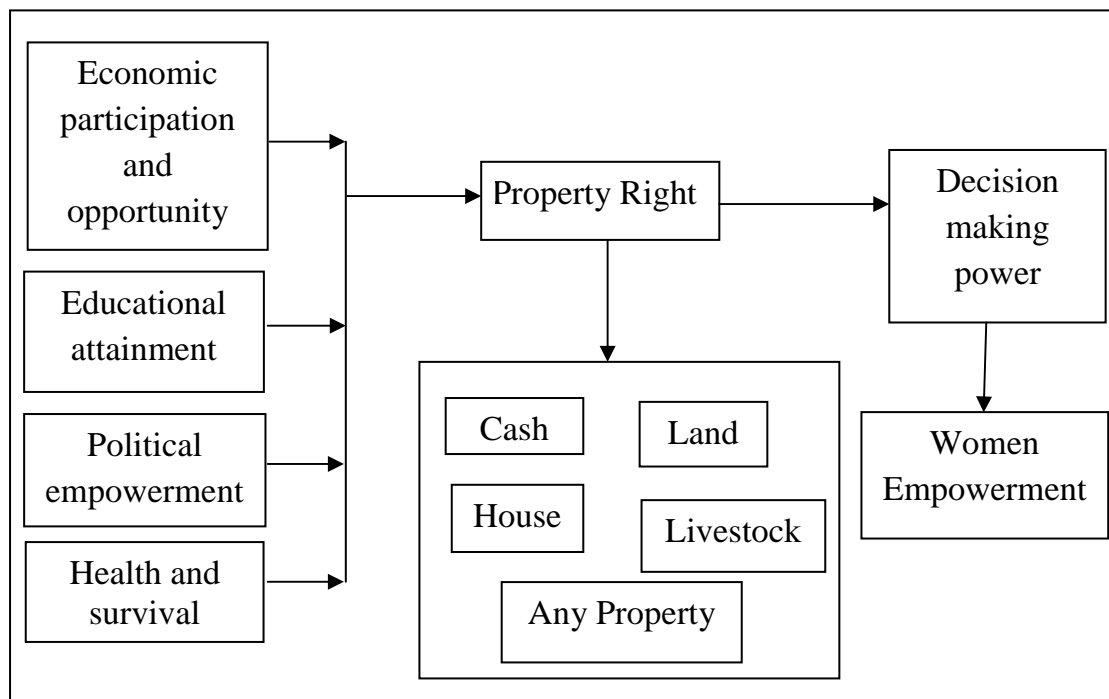 Economic
participation
and
opportunity
Educational
attainment
Political
empowerment
Health and
survival
Property Right
Cash
Land
House
Livestock
Any Property
Decision
making
power
Women
Empowerment